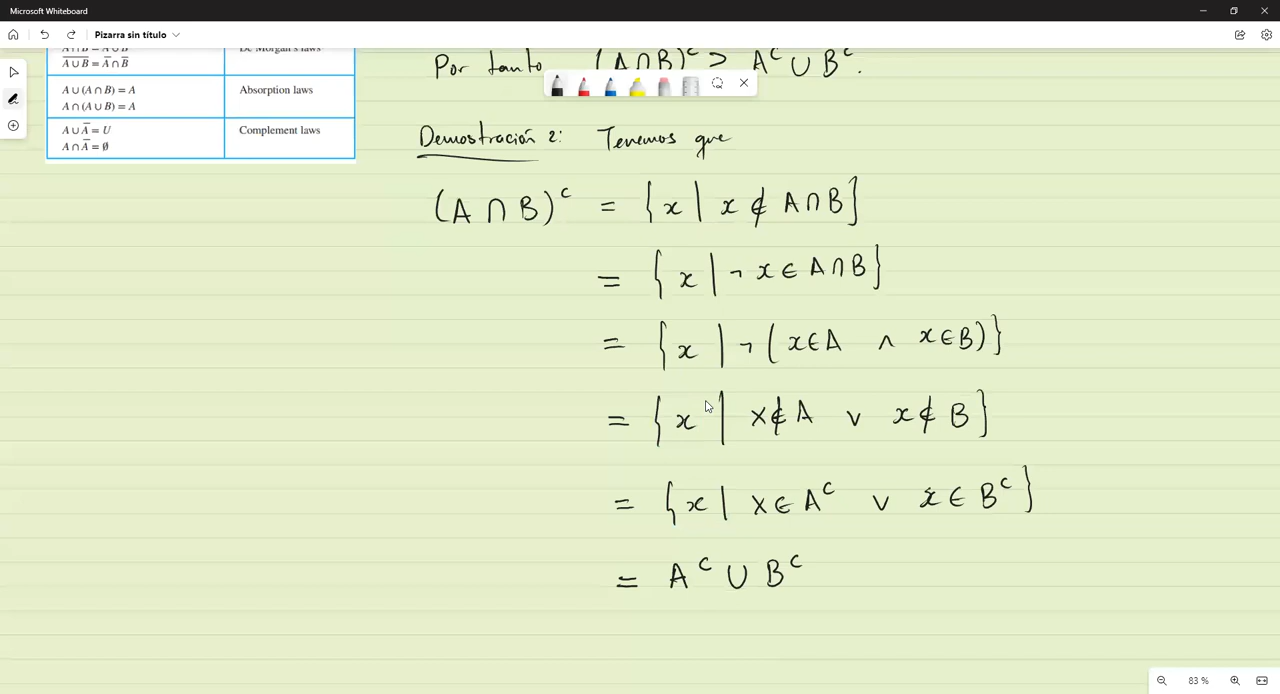 Microsoft Whiteboard
Pizarra sin título
A ∪ B = A ∩ B
A̅ ̅∪̅ ̅B̅ = A̅ ∩ B̅ De Morgan's laws
A ∪ (A ∩ B) = A Absorption laws
A ∩ (A ∪ B) = A
A ∪ A̅ = U Complement laws
A ∩ A̅ = ∅
Por tanto (A ∩ B)ᶜ ⊃ Aᶜ ∪ Bᶜ.
Demostración 2: Tenemos que
(A ∩ B)ᶜ = {x | x ∉ A ∩ B}
= {x | ¬ x ∈ A ∩ B}
= {x | ¬ (x ∈ A ∧ x ∈ B)}
= {x | x ∉ A ∨ x ∉ B}
= {x | x ∈ Aᶜ ∨ x ∈ Bᶜ}
= Aᶜ ∪ Bᶜ
83 %